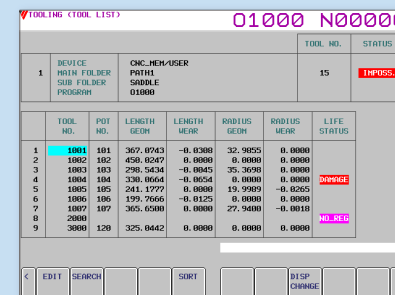 TOOLING (TOOL LIST)
O1000 N0000
TOOL NO. STATUS
1 DEVICE CNC_MEM/USER
MAIN FOLDER PATH1
SUB FOLDER SADDLE
PROGRAM O1000
15 IMPOSS.
TOOL NO. POT NO. LENGTH GEOM LENGTH WEAR RADIUS GEOM RADIUS WEAR LIFE STATUS
1 1001 101 367.0743 -0.0308 32.9855 0.0000
2 1002 102 450.0247 0.0000 0.0000 0.0000
3 1003 103 298.5434 -0.0045 35.3698 0.0000
4 1004 104 330.0664 -0.0654 0.0000 0.0000 DAMAGE
5 1005 105 241.1777 0.0000 19.9989 -0.0265
6 1006 106 199.7666 -0.0125 0.0000 0.0000
7 1007 107 365.6500 0.0000 27.9400 -0.0018
8 2000 NO_REG
9 3000 120 325.0442 0.0000 0.0000 0.0000
< EDIT SEARCH SORT DISP CHANGE